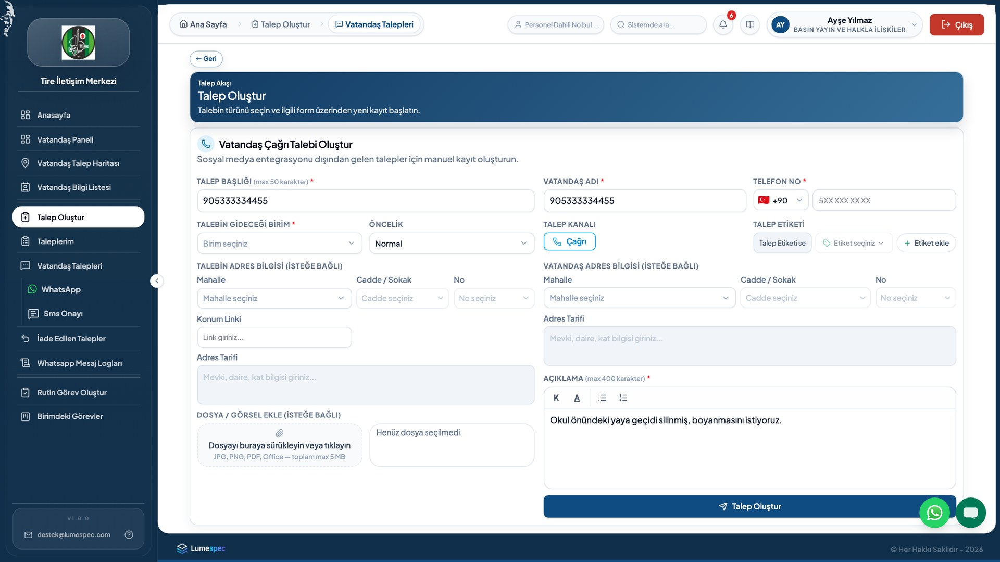 TİRE
Tire İletişim Merkezi
Anasayfa
Vatandaş Paneli
Vatandaş Talep Haritası
Vatandaş Bilgi Listesi
Talep Oluştur
Taleplerim
Vatandaş Talepleri
WhatsApp
Sms Onayı
İade Edilen Talepler
Whatsapp Mesaj Logları
Rutin Görev Oluştur
Birimdeki Görevler
V1.0.0
destek@lumespec.com
Ana Sayfa
Talep Oluştur
Vatandaş Talepleri
Personel Dahili No bul...
Sistemde ara...
6
AY
Ayşe Yılmaz
BASIN YAYIN VE HALKLA İLİŞKİLER
Çıkış
← Geri
Talep Akışı
Talep Oluştur
Talebin türünü seçin ve ilgili form üzerinden yeni kayıt başlatın.
Vatandaş Çağrı Talebi Oluştur
Sosyal medya entegrasyonu dışından gelen talepler için manuel kayıt oluşturun.
TALEP BAŞLIĞI (max 50 karakter) *
905333334455
VATANDAŞ ADI *
905333334455
TELEFON NO *
+90
5XX XXX XX XX
TALEBİN GİDECEĞİ BİRİM *
Birim seçiniz
ÖNCELİK
Normal
TALEP KANALI
Çağrı
TALEP ETİKETİ
Talep Etiketi se
Etiket seçiniz
+ Etiket ekle
TALEBİN ADRES BİLGİSİ (İSTEĞE BAĞLI)
Mahalle
Cadde / Sokak
No
Mahalle seçiniz
Cadde seçiniz
No seçiniz
Konum Linki
Link giriniz...
Adres Tarifi
Mevki, daire, kat bilgisi giriniz...
VATANDAŞ ADRES BİLGİSİ (İSTEĞE BAĞLI)
Mahalle
Cadde / Sokak
No
Mahalle seçiniz
Cadde seçiniz
No seçiniz
Adres Tarifi
Mevki, daire, kat bilgisi giriniz...
DOSYA / GÖRSEL EKLE (İSTEĞE BAĞLI)
Dosyayı buraya sürükleyin veya tıklayın
JPG, PNG, PDF, Office — toplam max 5 MB
Henüz dosya seçilmedi.
AÇIKLAMA (max 400 karakter) *
K
A
Okul önündeki yaya geçidi silinmiş, boyanmasını istiyoruz.
Talep Oluştur
Lumespec
© Her Hakkı Saklıdır – 2026